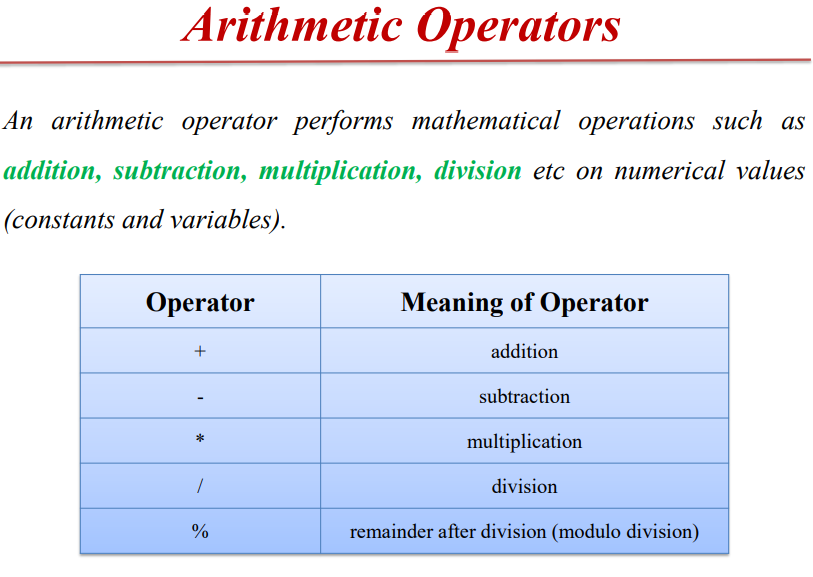 Arithmetic Operators
An arithmetic operator performs mathematical operations such as
addition, subtraction, multiplication, division etc on numerical values
(constants and variables).
Operator Meaning of Operator
+ addition
- subtraction
* multiplication
/ division
% remainder after division (modulo division)